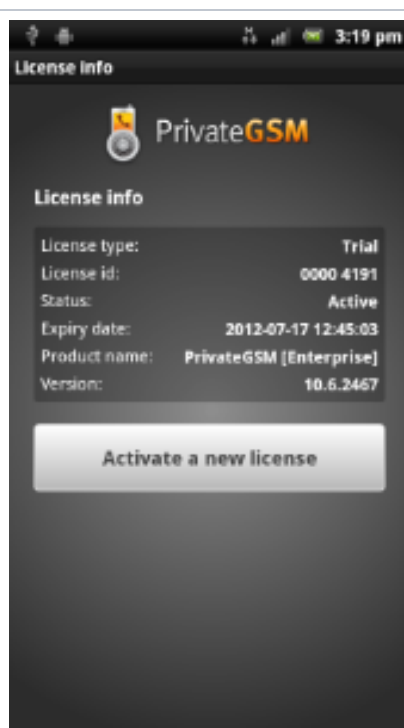 3:19 pm
License info
PrivateGSM
License info
License type: Trial
License id: 0000 4191
Status: Active
Expiry date: 2012-07-17 12:45:03
Product name: PrivateGSM [Enterprise]
Version: 10.6.2467
Activate a new license